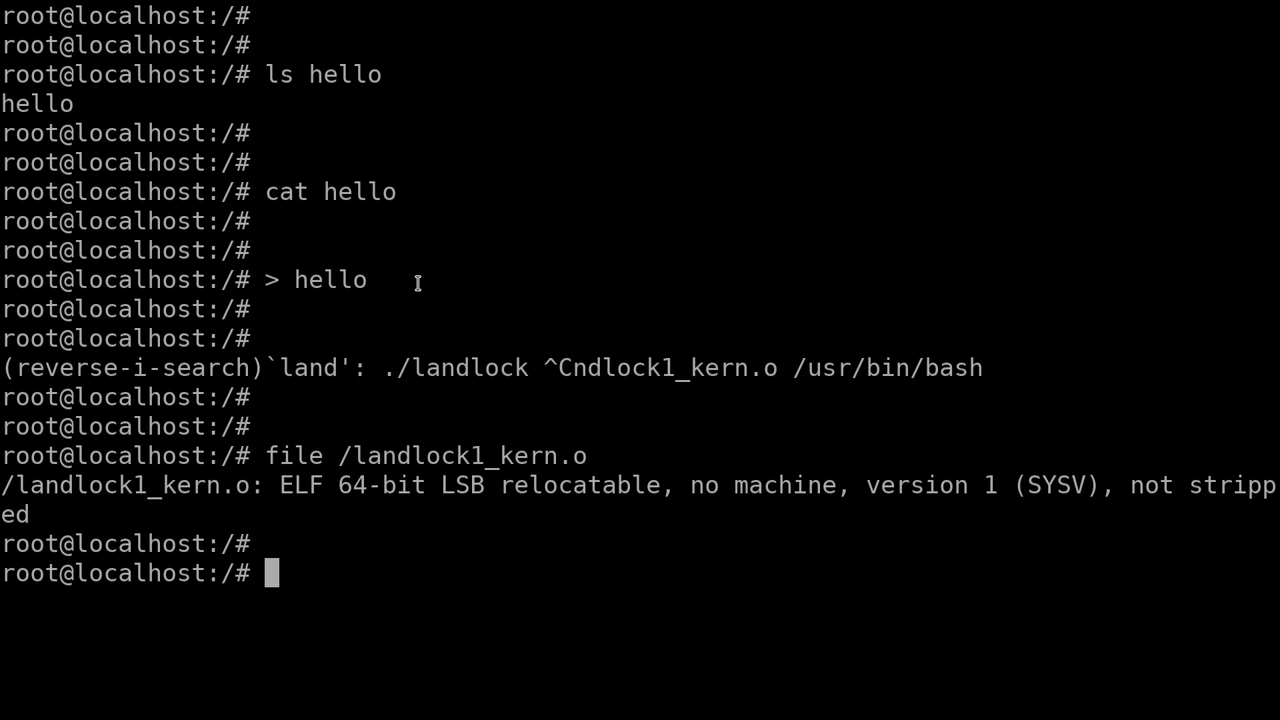 root@localhost:/#
root@localhost:/#
root@localhost:/# ls hello
hello
root@localhost:/#
root@localhost:/#
root@localhost:/# cat hello
root@localhost:/#
root@localhost:/#
root@localhost:/# > hello
root@localhost:/#
root@localhost:/#
(reverse-i-search)`land': ./landlock ^Cndlock1_kern.o /usr/bin/bash
root@localhost:/#
root@localhost:/#
root@localhost:/# file /landlock1_kern.o
/landlock1_kern.o: ELF 64-bit LSB relocatable, no machine, version 1 (SYSV), not stripp
ed
root@localhost:/#
root@localhost:/#